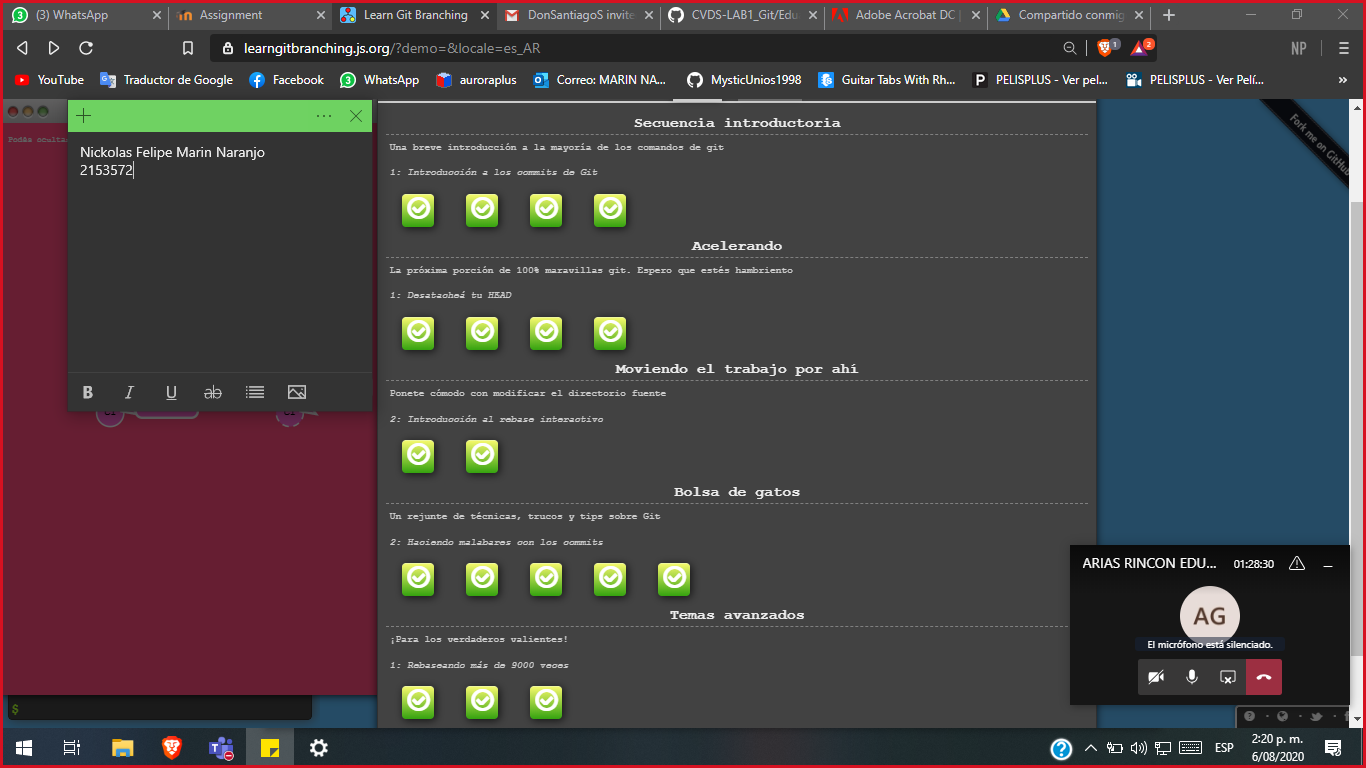 (3) WhatsApp
Assignment
Learn Git Branching
DonSantiagoS invite
CVDS-LAB1_Git/Edu
Adobe Acrobat DC |
Compartido conmig
learngitbranching.js.org/?demo=&locale=es_AR
1
2
NP
YouTube
Traductor de Google
Facebook
WhatsApp
auroraplus
Correo: MARIN NA...
MysticUnios1998
Guitar Tabs With Rh...
PELISPLUS - Ver pel...
PELISPLUS - Ver Pelí...
»
Podás oculta
Nickolas Felipe Marin Naranjo
2153572
B I U ab
Secuencia introductoria
Una breve introducción a la mayoría de los comandos de git
1: Introducción a los commits de Git
Acelerando
La próxima porción de 100% maravillas git. Espero que estés hambriento
1: Desatacheá tu HEAD
Moviendo el trabajo por ahí
Ponete cómodo con modificar el directorio fuente
2: Introducción al rebase interactivo
Bolsa de gatos
Un rejunte de técnicas, trucos y tips sobre Git
2: Haciendo malabares con los commits
Temas avanzados
¡Para los verdaderos valientes!
1: Rebaseando más de 9000 veces
Fork me on GitHub
ARIAS RINCON EDU...
01:28:30
AG
El micrófono está silenciado.
$
ESP
2:20 p. m.
6/08/2020